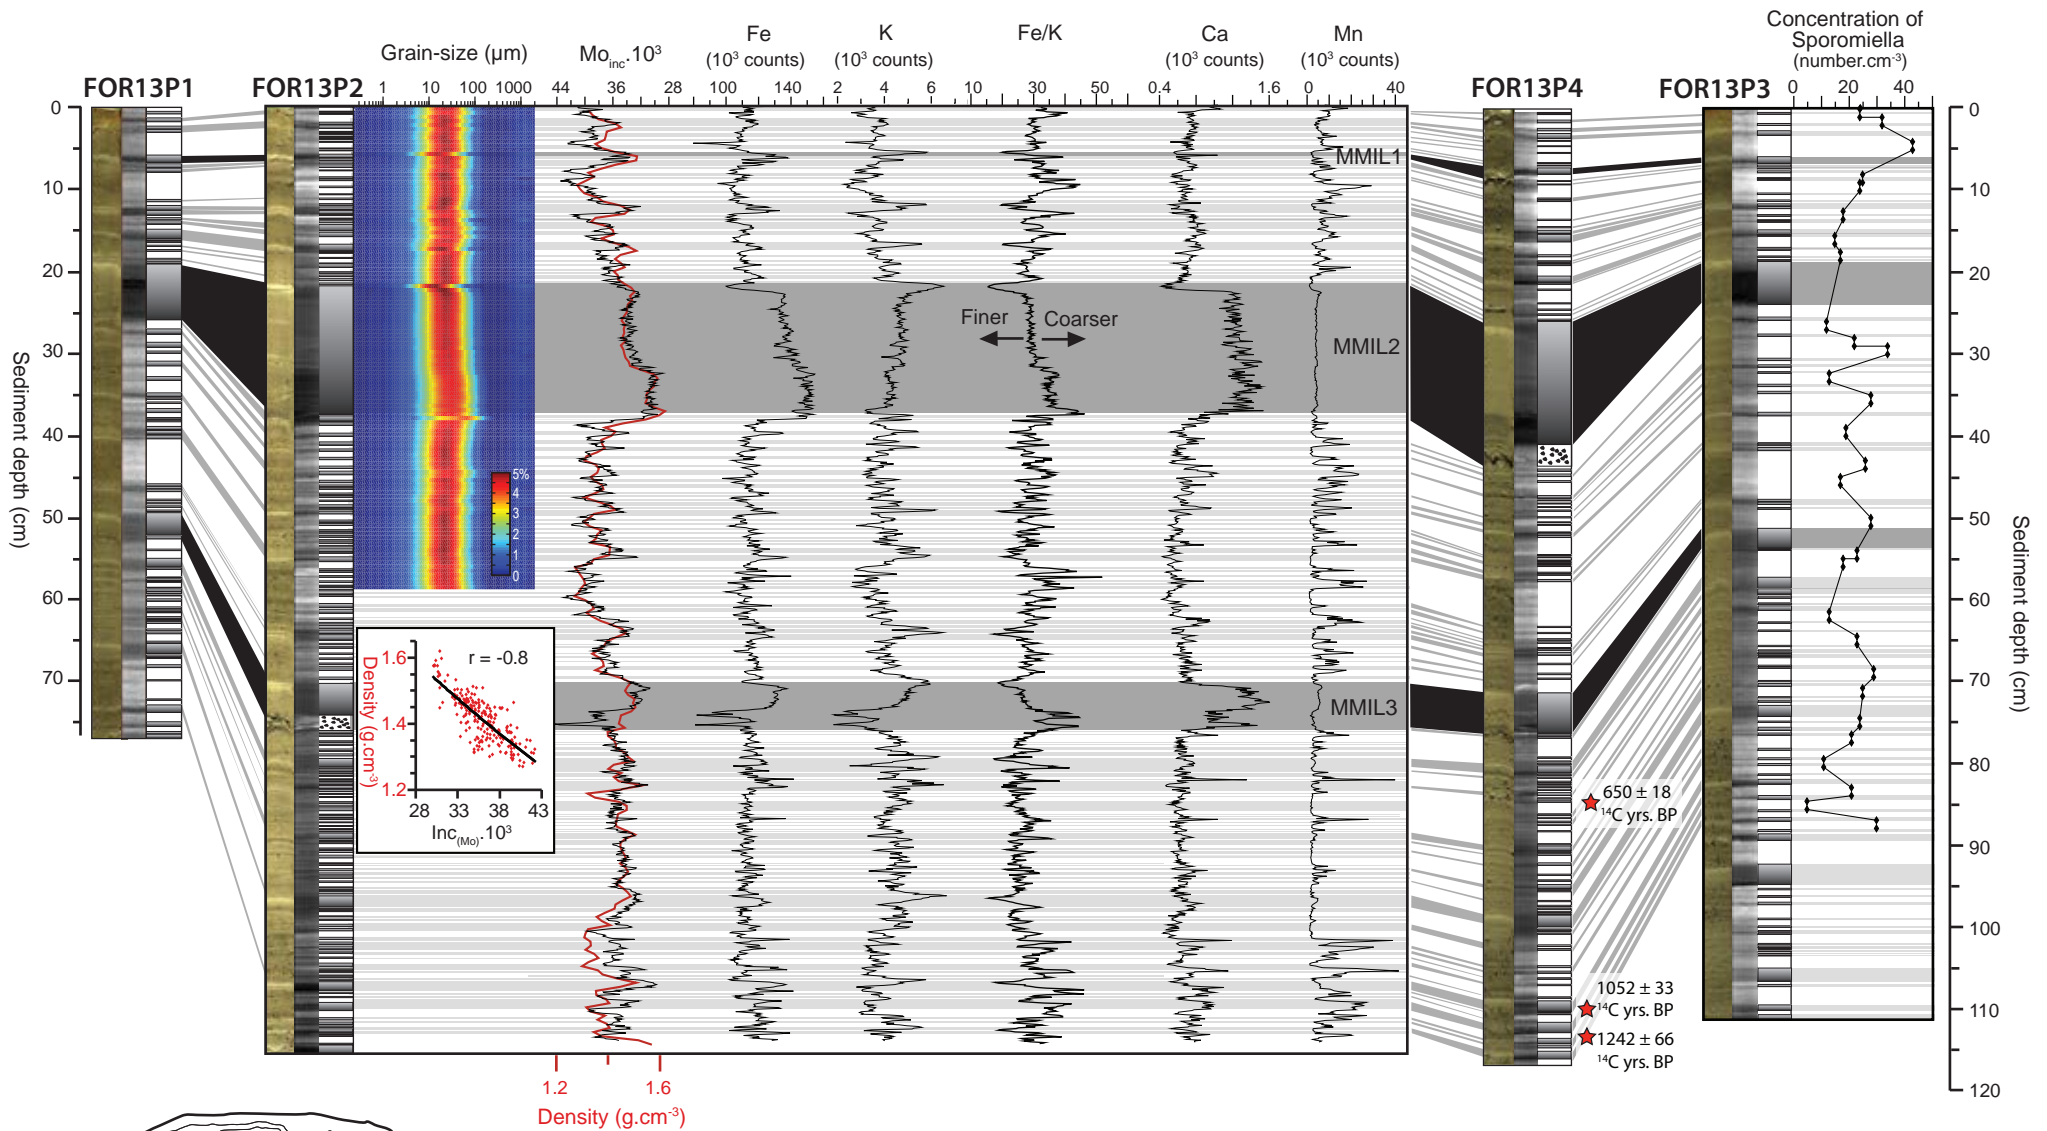 Concentration of
Sporomiella
(number.cm-3)
Grain-size (µm)
Moinc.10³
Fe
(10³ counts)
K
(10³ counts)
Fe/K
Ca
(10³ counts)
Mn
(10³ counts)
FOR13P1
FOR13P2
FOR13P4
FOR13P3
1 10 100 1000
44 36 28
100 140
2 4 6
10 30 50
0.4 1.6
0 40
0 20 40
0
10
20
30
40
50
60
70
Sediment depth (cm)
MMIL1
Finer
Coarser
MMIL2
MMIL3
5%
4
3
2
1
0
r = -0.8
1.6
1.4
1.2
Density (g.cm-3)
28 33 38 43
Inc(Mo).10³
650 ± 18
14C yrs. BP
1052 ± 33
14C yrs. BP
1242 ± 66
14C yrs. BP
0
10
20
30
40
50
60
70
80
90
100
110
120
Sediment depth (cm)
1.2 1.6
Density (g.cm-3)